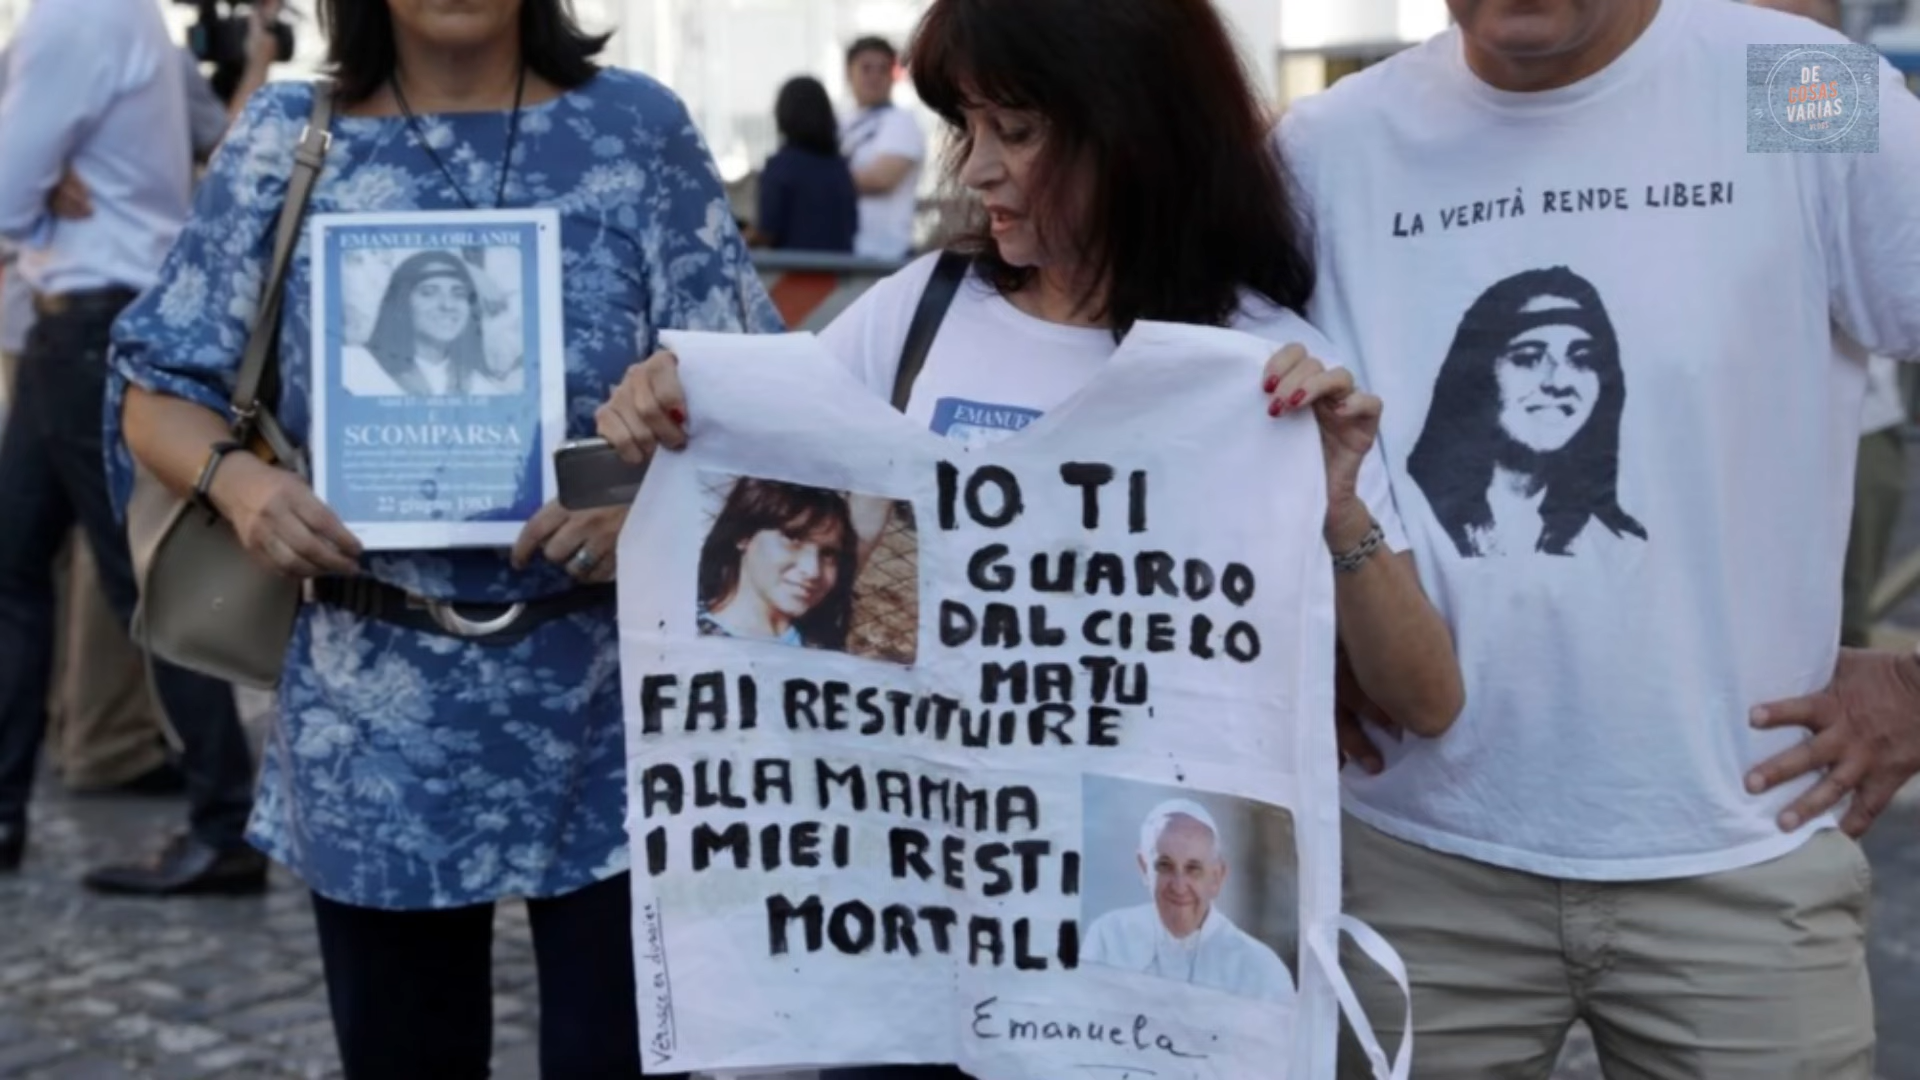 DE
COSAS
VARIAS
LA VERITÀ RENDE LIBERI
EMANUELA ORLANDI
SCOMPARSA
22 giugno 1983
IO TI
GUARDO
DAL CIELO
MA TU
FAI RESTITUIRE
ALLA MAMMA
I MIEI RESTI
MORTALI
Emanuela